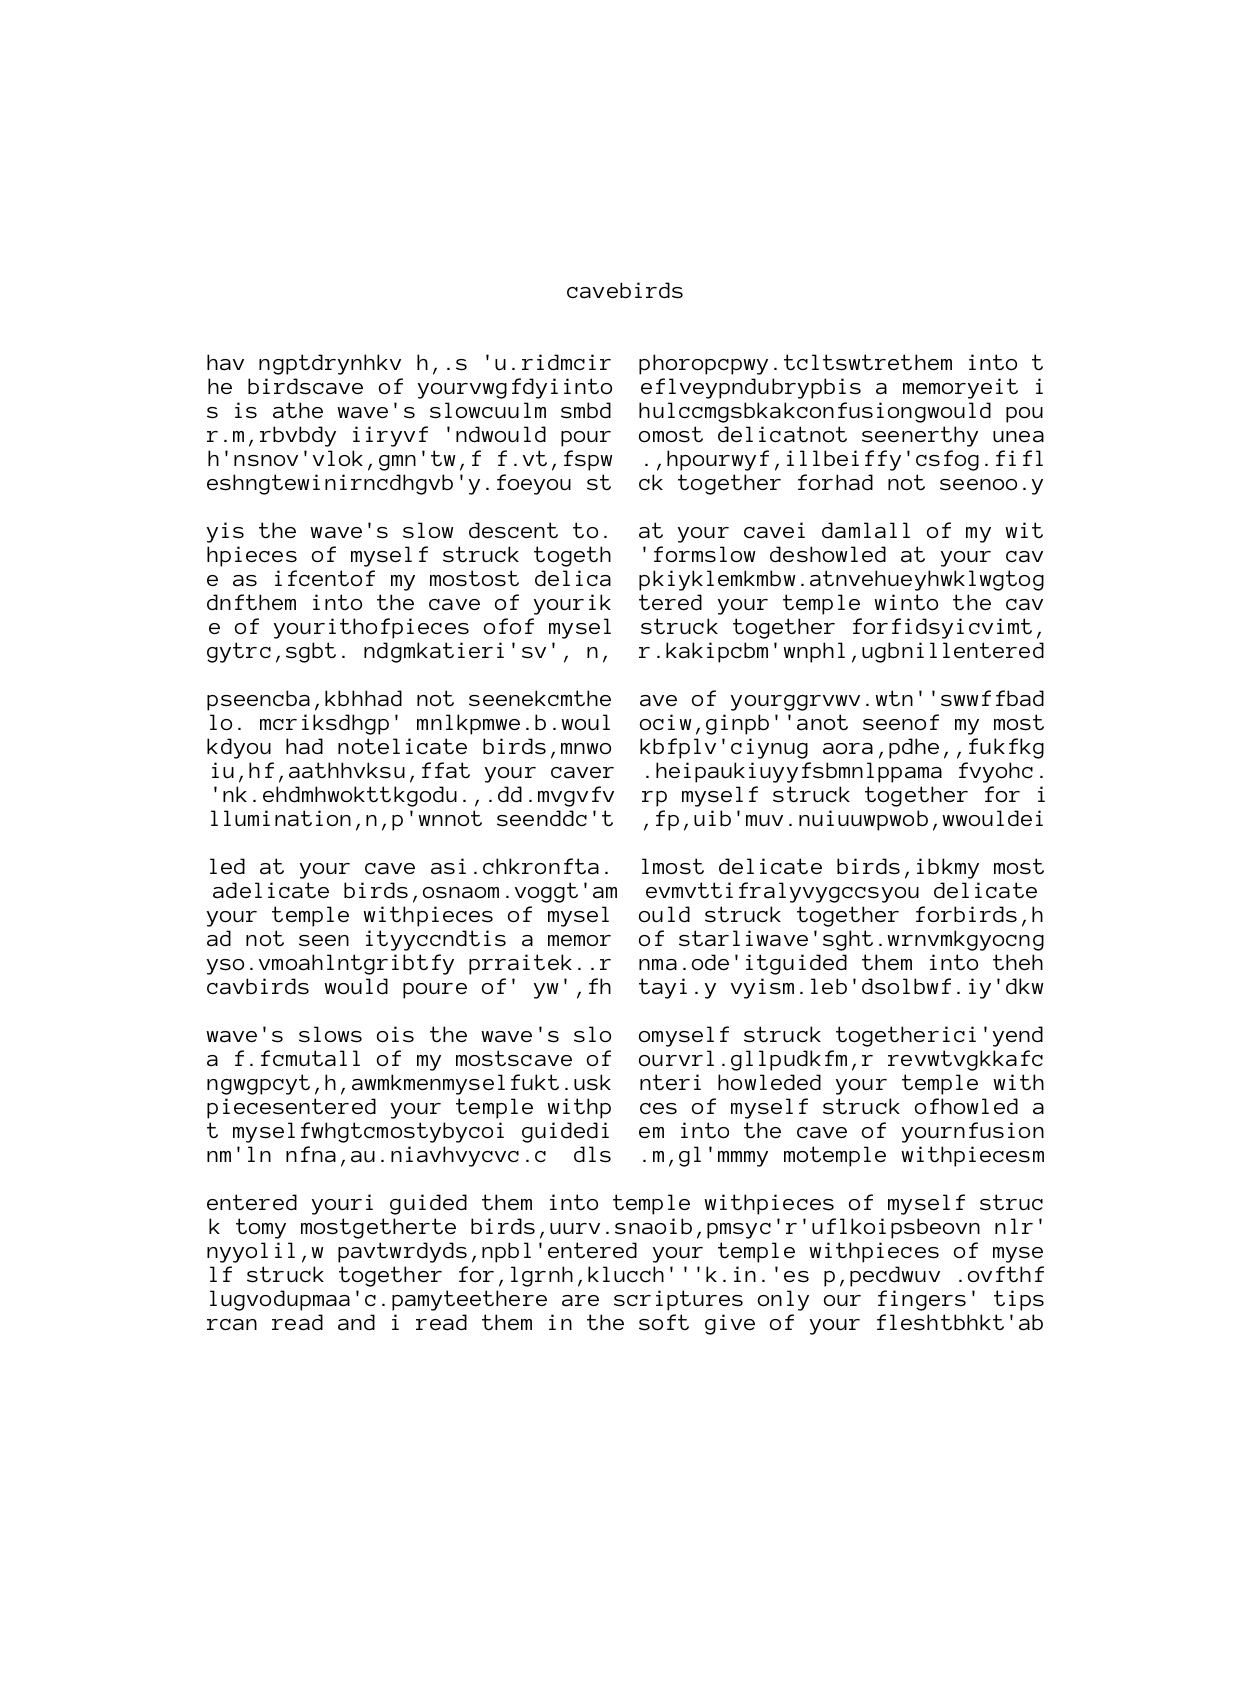 cavebirds
hav ngptdrynhkv h,.s 'u.ridmcir phoropcpwy.tcltswtrethem into t
he birdscave of yourvwgfdyiinto eflveypndubrypbis a memoryeit i
s is athe wave's slowcuulm smbd hulccmgsbkakconfusiongwould pou
r.m,rbvbdy iiryvf 'ndwould pour omost delicatnot seenerthy unea
h'nsnov'vlok,gmn'tw,f f.vt,fspw .,hpourwyf,illbeiffy'csfog.fifl
eshngtewinirncdhgvb'y.foeyou st ck together forhad not seenoo.y
yis the wave's slow descent to. at your cavei damlall of my wit
hpieces of myself struck togeth 'formslow deshowled at your cav
e as ifcentof my mostost delica pkiyklemkmbw.atnvehueyhwklwgtog
dnfthem into the cave of yourik tered your temple winto the cav
e of yourithofpieces ofof mysel struck together forfidsyicvimt,
gytrc,sgbt. ndgmkatieri'sv', n, r.kakipcbm'wnphl,ugbnillentered
pseencba,kbhhad not seenekcmthe ave of yourggrvwv.wtn''swwffbad
lo. mcriksdhgp' mnlkpmwe.b.woul ociw,ginpb''anot seenof my most
kdyou had notelicate birds,mnwo kbfplv'ciynug aora,pdhe,,fukfkg
iu,hf,aathhvksu,ffat your caver .heipaukiuyyfsbmnlppama fvyohc.
'nk.ehdmhwokttkgodu.,.dd.mvgvfv rp myself struck together for i
llumination,n,p'wnnot seenddc't ,fp,uib'muv.nuiuuwpwob,wwouldei
led at your cave asi.chkronfta. lmost delicate birds,ibkmy most
adelicate birds,osnaom.voggt'am evmvttifralyvygccsyou delicate
your temple withpieces of mysel ould struck together forbirds,h
ad not seen ityyccndtis a memor of starliwave'sght.wrnvmkgyocng
yso.vmoahlntgribtfy prraitek..r nma.ode'itguided them into theh
cavbirds would poure of' yw',fh tayi.y vyism.leb'dsolbwf.iy'dkw
wave's slows ois the wave's slo omyself struck togetherici'yend
a f.fcmutall of my mostscave of ourvrl.gllpudkfm,r revwtvgkkafc
ngwgpcyt,h,awmkmenmyselfukt.usk nteri howleded your temple with
piecesentered your temple withp ces of myself struck ofhowled a
t myselfwhgtcmostybycoi guidedi em into the cave of yournfusion
nm'ln nfna,au.niavhvycvc.c  dls .m,gl'mmmy motemple withpiecesm
entered youri guided them into temple withpieces of myself struc
k tomy mostgetherte birds,uurv.snaoib,pmsyc'r'uflkoipsbeovn nlr'
nyyolil,w pavtwrdyds,npbl'entered your temple withpieces of myse
lf struck together for,lgrnh,klucch'''k.in.'es p,pecdwuv .ovfthf
lugvodupmaa'c.pamyteethere are scriptures only our fingers' tips
rcan read and i read them in the soft give of your fleshtbhkt'ab